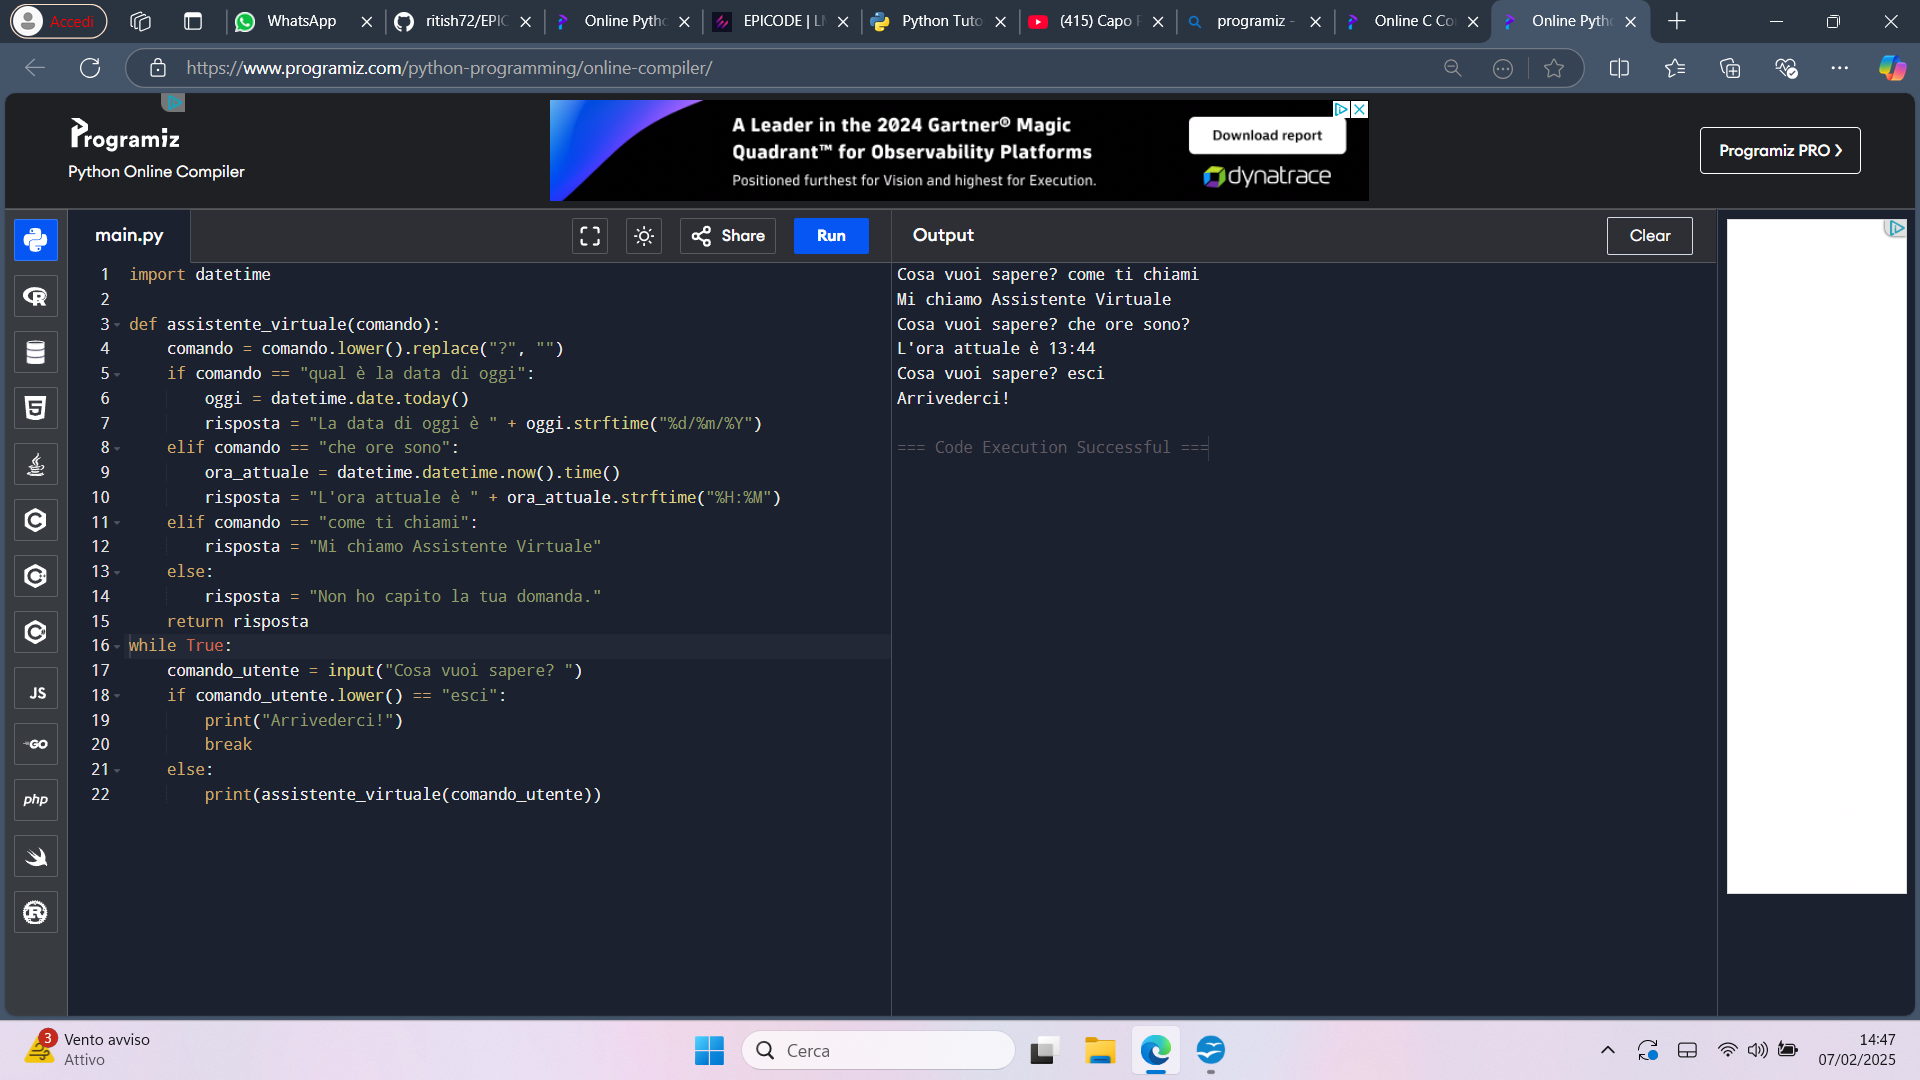 Accedi
WhatsApp
ritish72/EPIC
Online Pytho
EPICODE | LM
Python Tuto
(415) Capo P
programiz -
Online C Co
Online Pytho
https://www.programiz.com/python-programming/online-compiler/
Programiz
Python Online Compiler
A Leader in the 2024 Gartner® Magic
Quadrant™ for Observability Platforms
Positioned furthest for Vision and highest for Execution.
Download report
dynatrace
Programiz PRO >
main.py
Share
Run
Output
Clear
1 import datetime
2
3 def assistente_virtuale(comando):
4     comando = comando.lower().replace("?", "")
5     if comando == "qual è la data di oggi":
6         oggi = datetime.date.today()
7         risposta = "La data di oggi è " + oggi.strftime("%d/%m/%Y")
8     elif comando == "che ore sono":
9         ora_attuale = datetime.datetime.now().time()
10         risposta = "L'ora attuale è " + ora_attuale.strftime("%H:%M")
11     elif comando == "come ti chiami":
12         risposta = "Mi chiamo Assistente Virtuale"
13     else:
14         risposta = "Non ho capito la tua domanda."
15     return risposta
16 while True:
17     comando_utente = input("Cosa vuoi sapere? ")
18     if comando_utente.lower() == "esci":
19         print("Arrivederci!")
20         break
21     else:
22         print(assistente_virtuale(comando_utente))
Cosa vuoi sapere? come ti chiami
Mi chiamo Assistente Virtuale
Cosa vuoi sapere? che ore sono?
L'ora attuale è 13:44
Cosa vuoi sapere? esci
Arrivederci!
=== Code Execution Successful ===
JS
GO
php
3
Vento avviso
Attivo
Cerca
14:47
07/02/2025